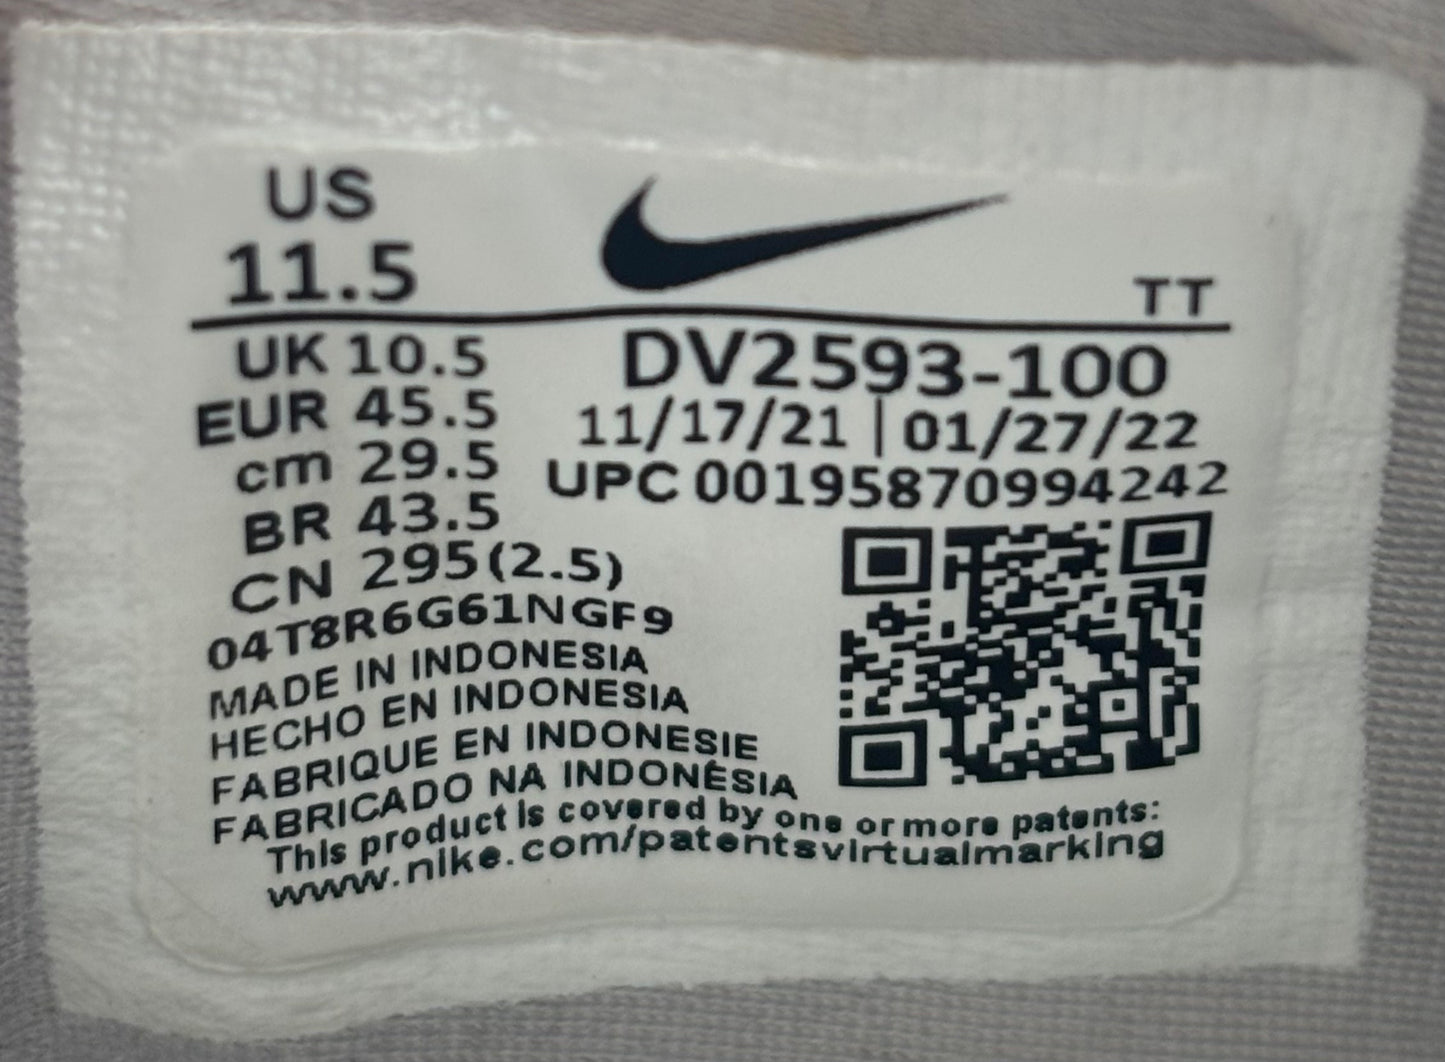 US
11.5
TT
UK 10.5
EUR 45.5
cm 29.5
BR 43.5
CN 295(2.5)
DV2593-100
11/17/21 | 01/27/22
UPC 00195870994242
04T8R6G61NGF9
MADE IN INDONESIA
HECHO EN INDONESIA
FABRIQUE EN INDONESIE
FABRICADO NA INDONÉSIA
This product is covered by one or more patents:
www.nike.com/patentsvirtualmarking